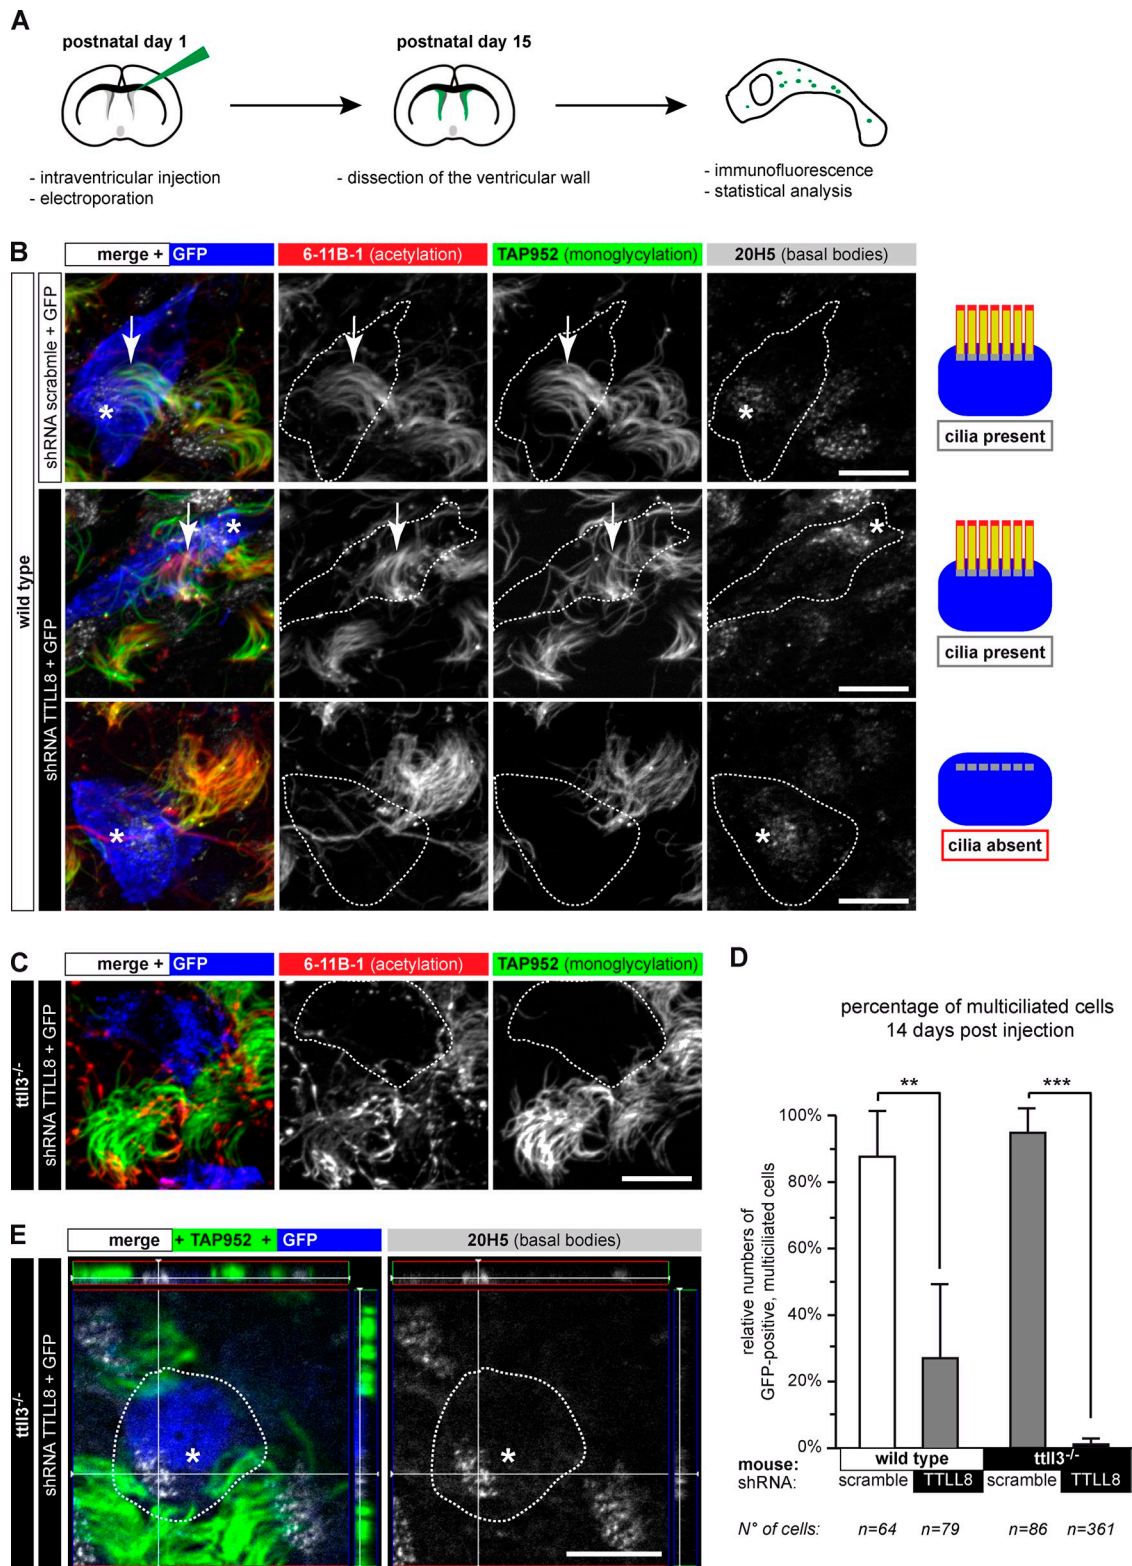 A
postnatal day 1
postnatal day 15
- intraventricular injection
- electroporation
- dissection of the ventricular wall
- immunofluorescence
- statistical analysis
B
merge + GFP
6-11B-1 (acetylation)
TAP952 (monoglycylation)
20H5 (basal bodies)
wild type
shRNA scrabmle + GFP
*
*
cilia present
shRNA TTLL8 + GFP
*
*
cilia present
*
*
cilia absent
C
merge + GFP
6-11B-1 (acetylation)
TAP952 (monoglycylation)
ttll3-/-
shRNA TTLL8 + GFP
D
percentage of multiciliated cells
14 days post injection
relative numbers of
GFP-positive, multiciliated cells
**
***
100%
80%
60%
40%
20%
0%
mouse:
wild type
ttll3-/-
shRNA:
scramble
TTLL8
scramble
TTLL8
N° of cells:
n=64
n=79
n=86
n=361
E
merge + TAP952 + GFP
20H5 (basal bodies)
ttll3-/-
shRNA TTLL8 + GFP
*
*